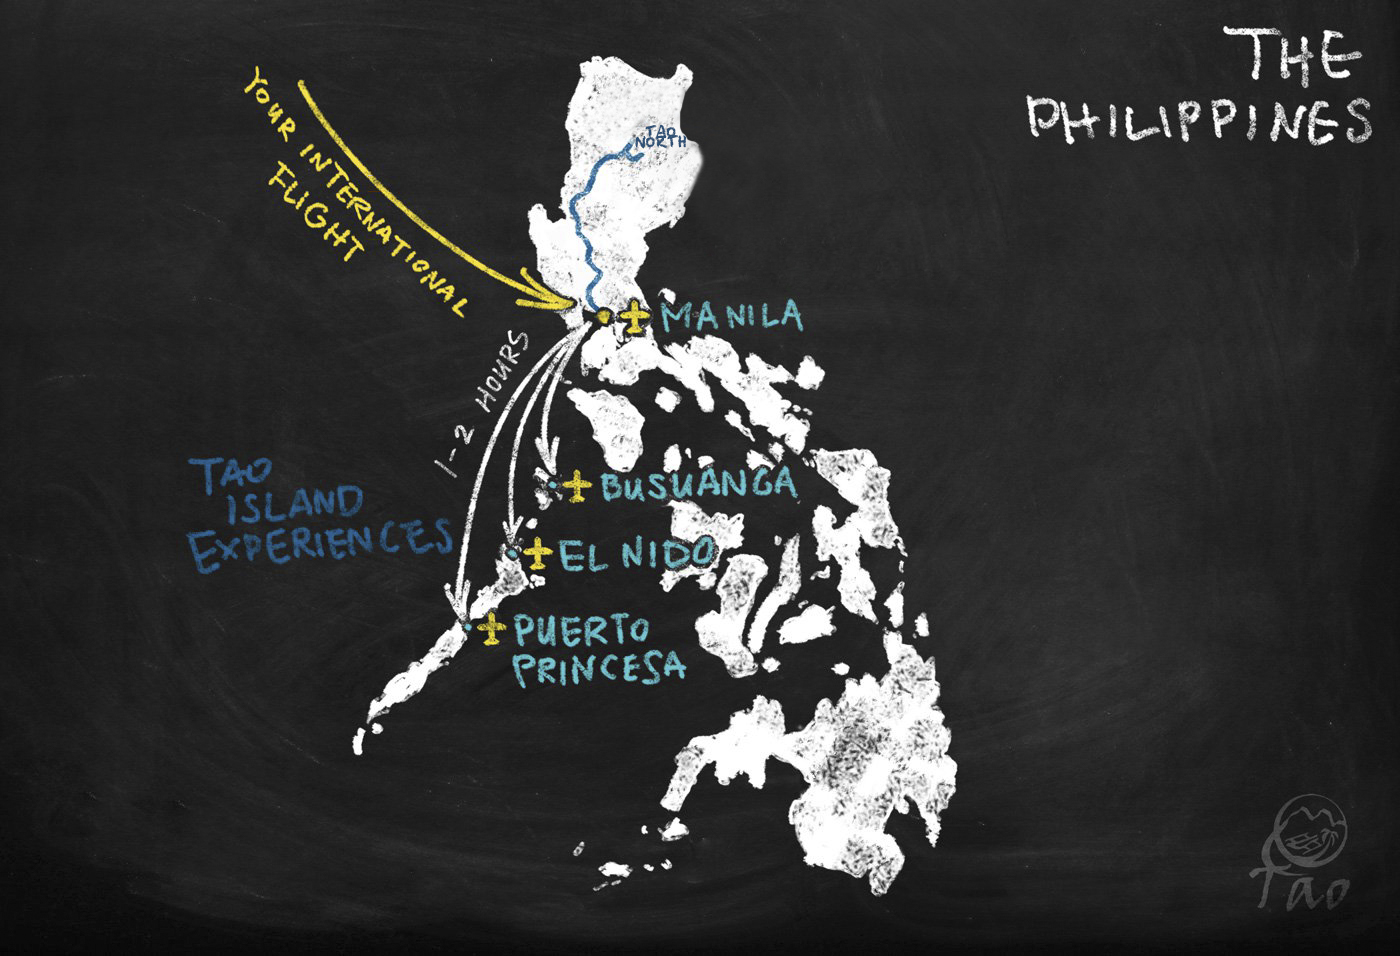 THE
PHILIPPINES
YOUR INTERNATIONAL
FLIGHT
TAO
NORTH
MANILA
1-2 HOURS
TAO
ISLAND
EXPERIENCES
BUSUANGA
EL NIDO
PUERTO
PRINCESA
Tao